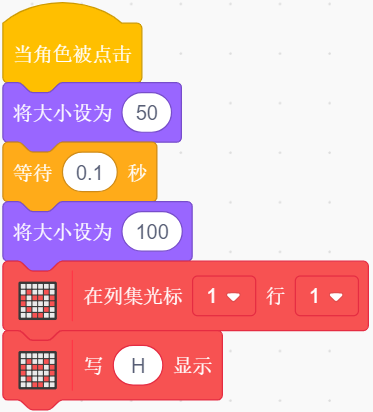 当角色被点击
将大小设为 50
等待 0.1 秒
将大小设为 100
在列集光标 1 行 1
写 H 显示